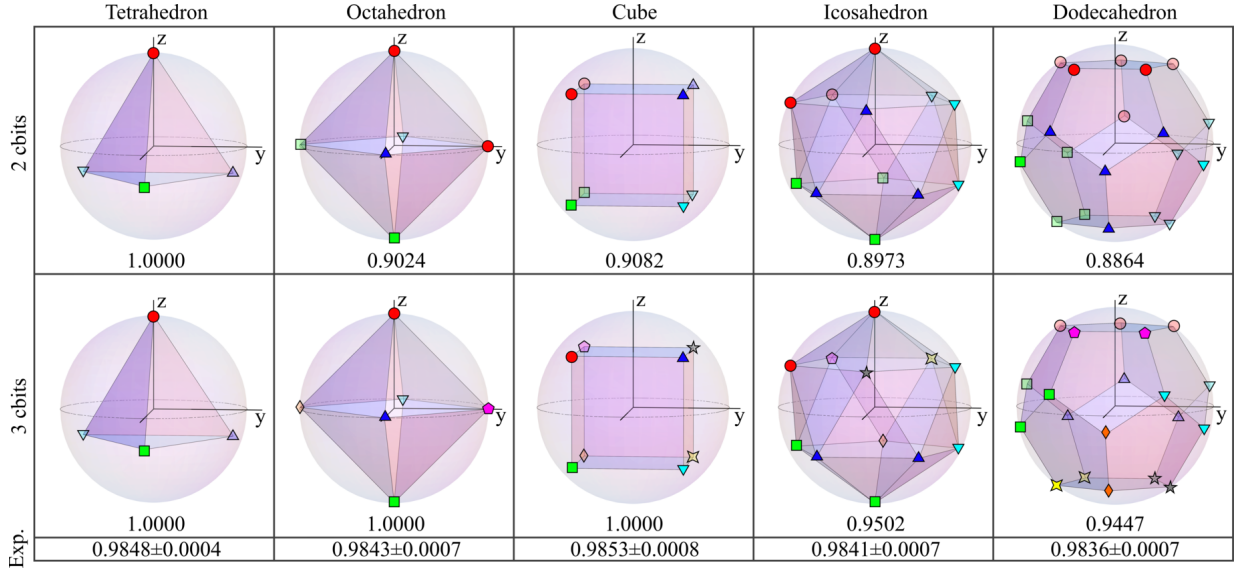 Tetrahedron Octahedron Cube Icosahedron Dodecahedron
2 cbits
z z z z z
y y y y y
1.0000 0.9024 0.9082 0.8973 0.8864
3 cbits
z z z z z
y y y y y
1.0000 1.0000 1.0000 0.9502 0.9447
Exp.
0.9848±0.0004 0.9843±0.0007 0.9853±0.0008 0.9841±0.0007 0.9836±0.0007